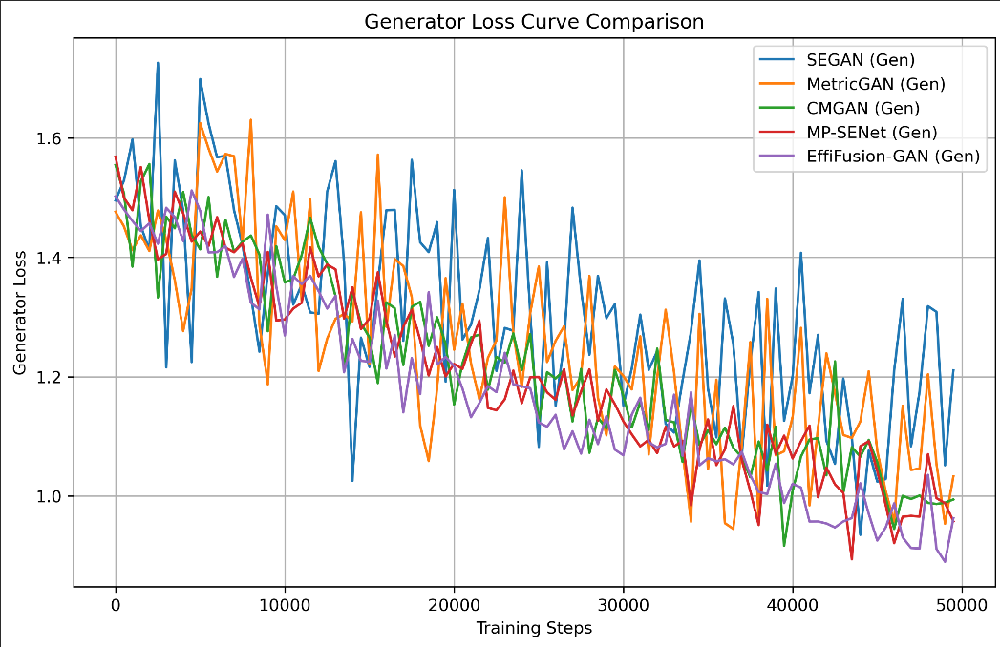 Generator Loss Curve Comparison
SEGAN (Gen)
MetricGAN (Gen)
CMGAN (Gen)
MP-SENet (Gen)
EffiFusion-GAN (Gen)
Generator Loss
1.6
1.4
1.2
1.0
0
10000
20000
30000
40000
50000
Training Steps